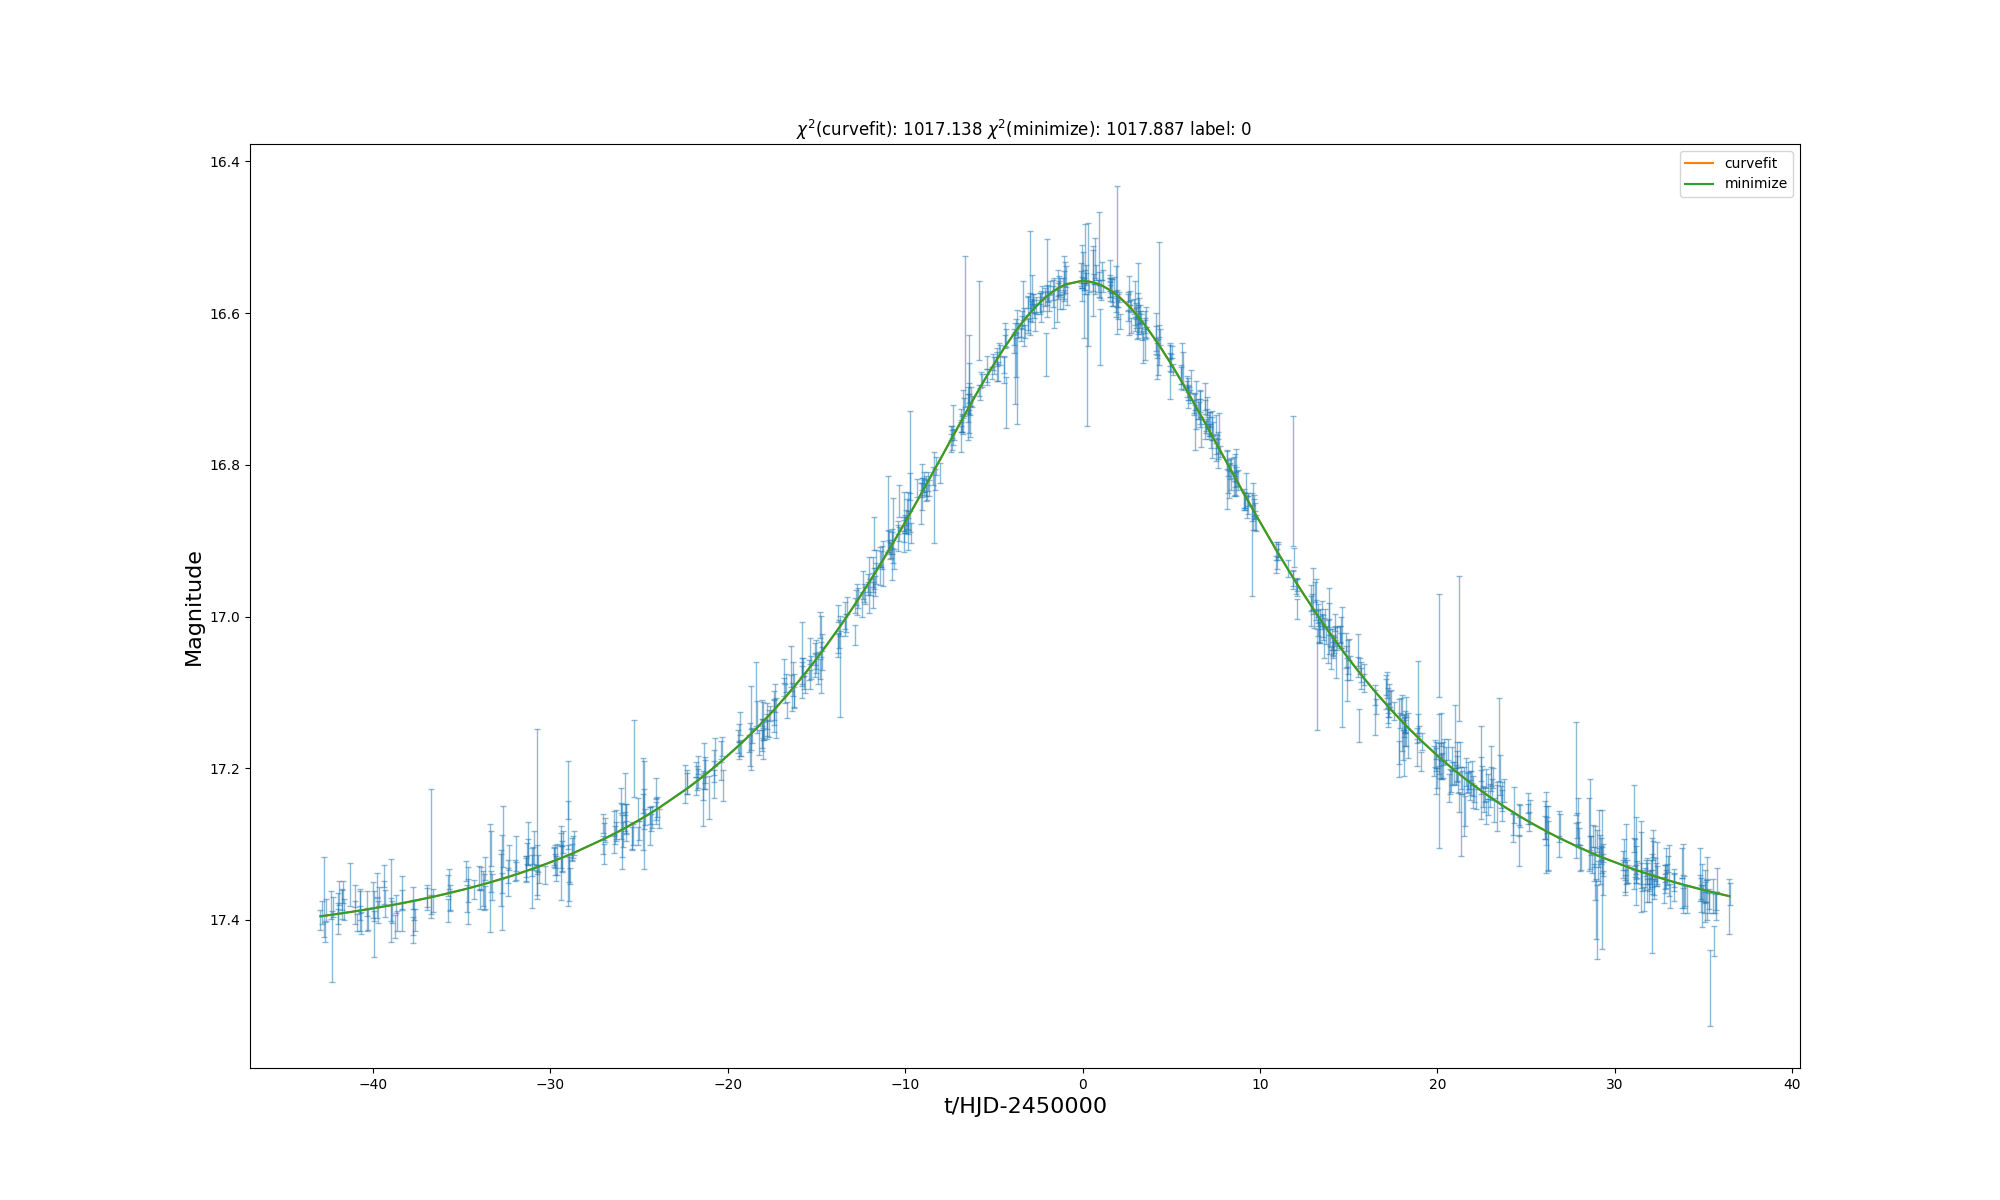 χ²(curvefit): 1017.138 χ²(minimize): 1017.887 label: 0
curvefit
minimize
16.4
16.6
16.8
17.0
17.2
17.4
Magnitude
−40 −30 −20 −10 0 10 20 30 40
t/HJD-2450000